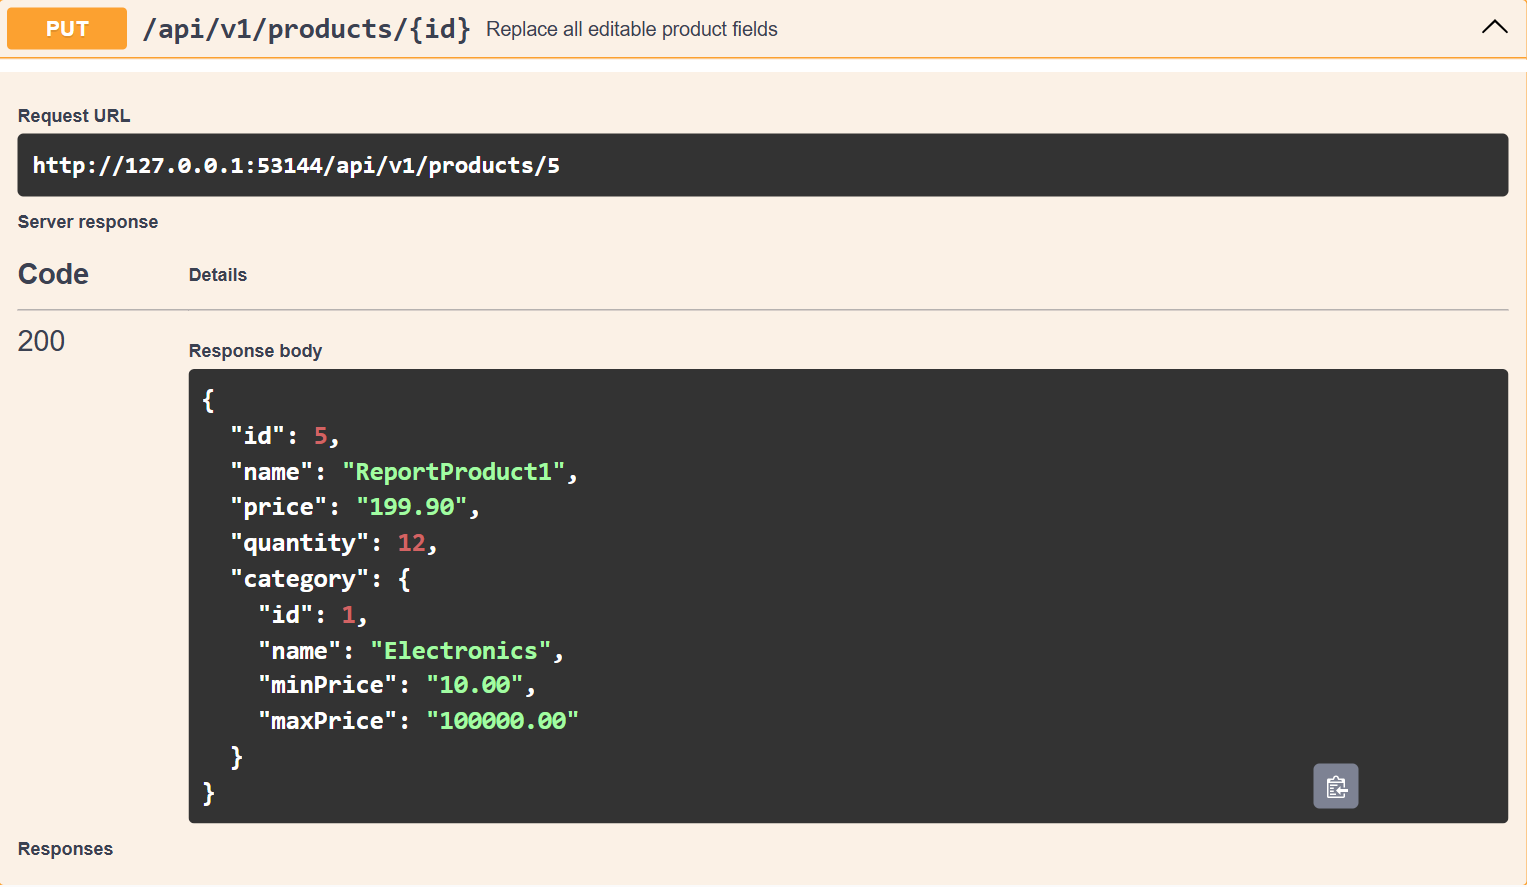 PUT /api/v1/products/{id} Replace all editable product fields
Request URL
http://127.0.0.1:53144/api/v1/products/5
Server response
Code Details
200
Response body
{
  "id": 5,
  "name": "ReportProduct1",
  "price": "199.90",
  "quantity": 12,
  "category": {
    "id": 1,
    "name": "Electronics",
    "minPrice": "10.00",
    "maxPrice": "100000.00"
  }
}
Responses